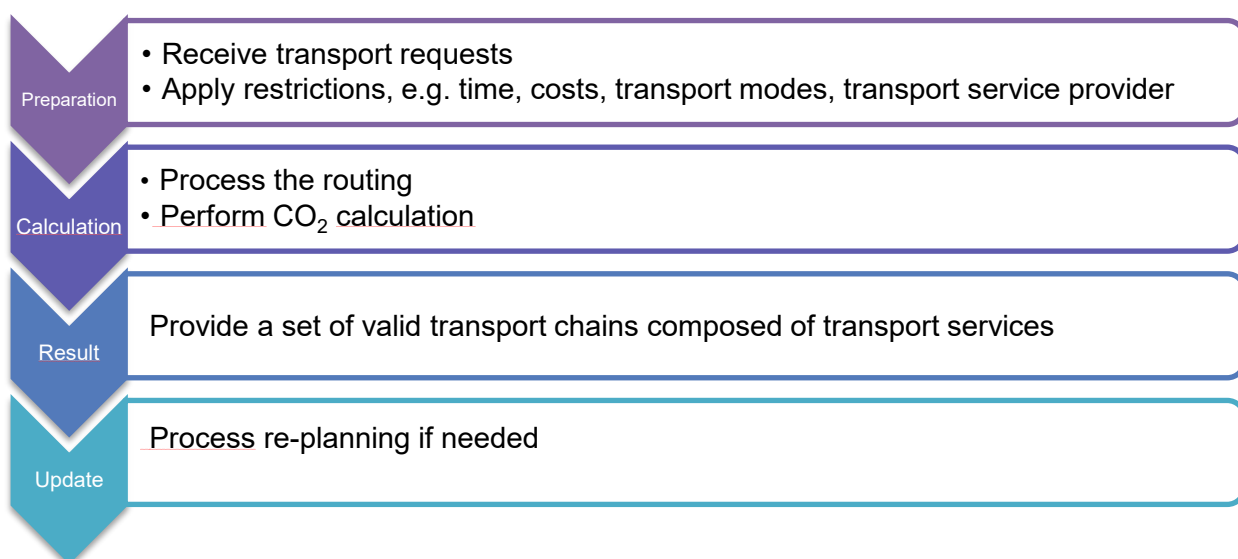 Preparation
• Receive transport requests
• Apply restrictions, e.g. time, costs, transport modes, transport service provider
Calculation
• Process the routing
• Perform CO₂ calculation
Result
Provide a set of valid transport chains composed of transport services
Update
Process re-planning if needed